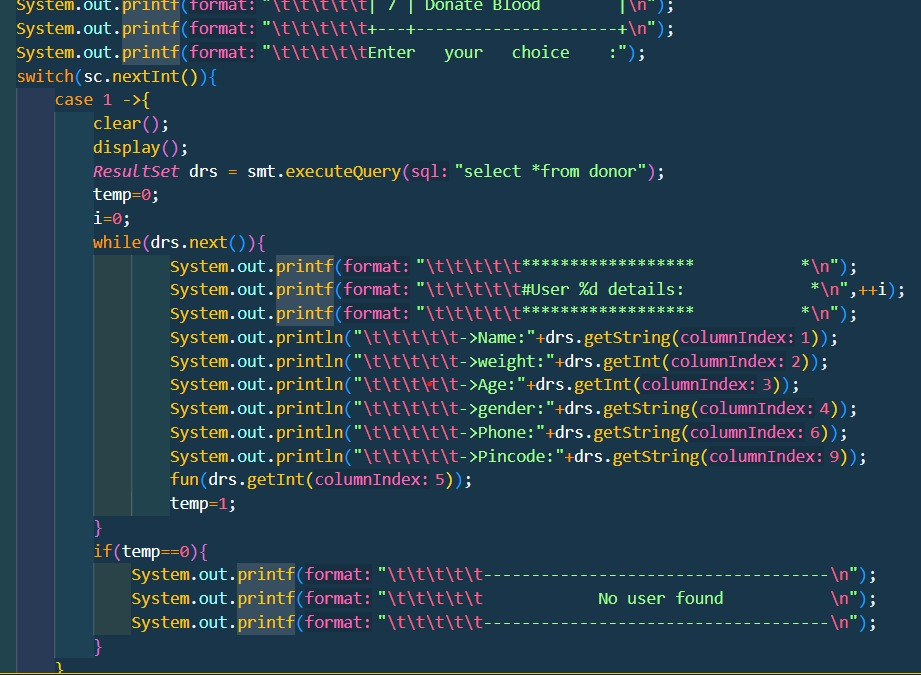 System.out.printf(format:"\t\t\t\t\t| 7 | Donate Blood        |\n");
System.out.printf(format:"\t\t\t\t\t+---+---------------------+\n");
System.out.printf(format:"\t\t\t\t\tEnter   your   choice    :");
switch(sc.nextInt()){
    case 1 ->{
        clear();
        display();
        ResultSet drs = smt.executeQuery(sql:"select *from donor");
        temp=0;
        i=0;
        while(drs.next()){
                System.out.printf(format:"\t\t\t\t\t******************           *\n");
                System.out.printf(format:"\t\t\t\t\t#User %d details:             *\n",++i);
                System.out.printf(format:"\t\t\t\t\t******************           *\n");
                System.out.println("\t\t\t\t\t->Name:"+drs.getString(columnIndex:1));
                System.out.println("\t\t\t\t\t->weight:"+drs.getInt(columnIndex:2));
                System.out.println("\t\t\t\t\t->Age:"+drs.getInt(columnIndex:3));
                System.out.println("\t\t\t\t\t->gender:"+drs.getString(columnIndex:4));
                System.out.println("\t\t\t\t\t->Phone:"+drs.getString(columnIndex:6));
                System.out.println("\t\t\t\t\t->Pincode:"+drs.getString(columnIndex:9));
                fun(drs.getInt(columnIndex:5));
                temp=1;
        }
        if(temp==0){
            System.out.printf(format:"\t\t\t\t\t------------------------------------\n");
            System.out.printf(format:"\t\t\t\t\t            No user found           \n");
            System.out.printf(format:"\t\t\t\t\t------------------------------------\n");
        }
    }